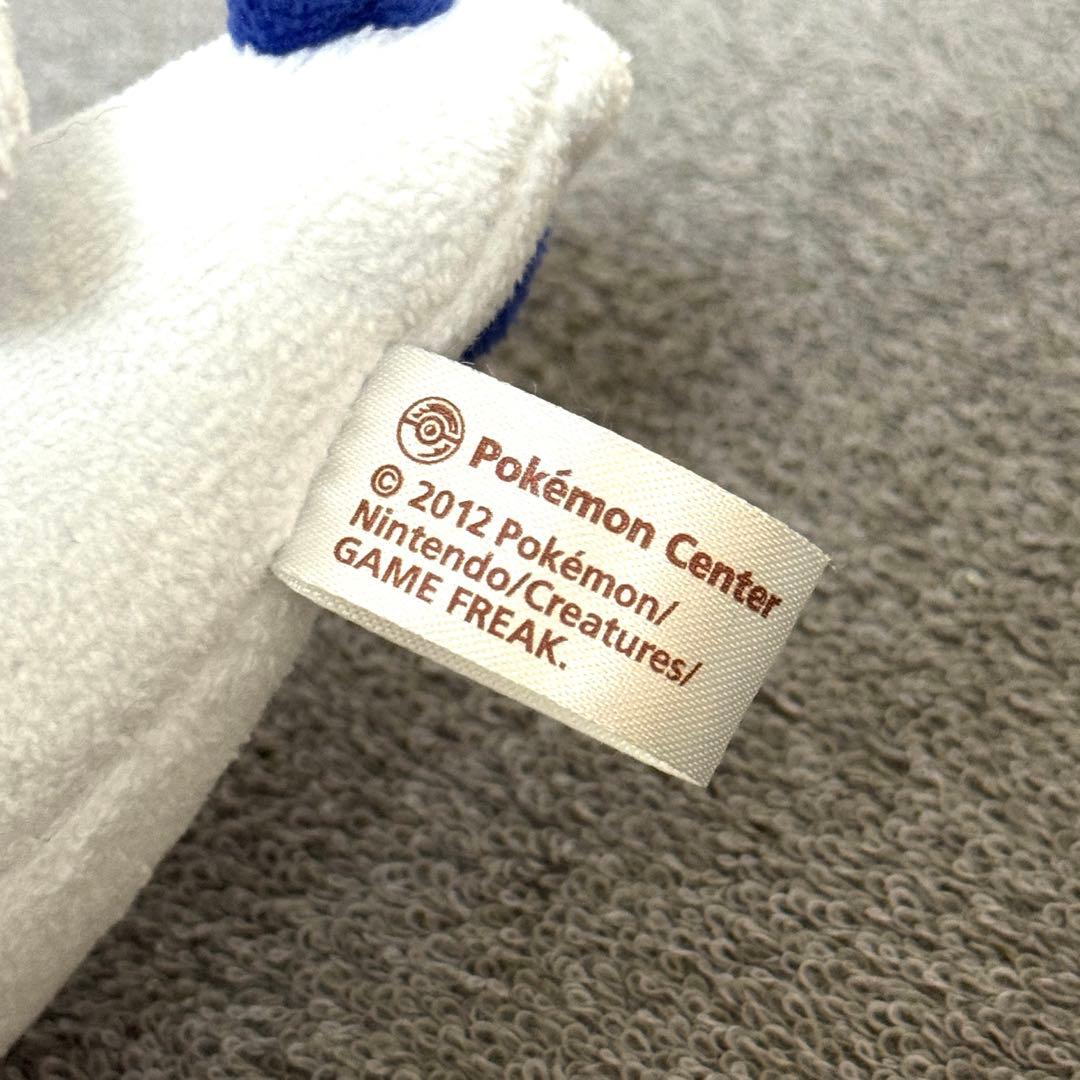 Pokémon Center
© 2012 Pokémon/
Nintendo/Creatures/
GAME FREAK.